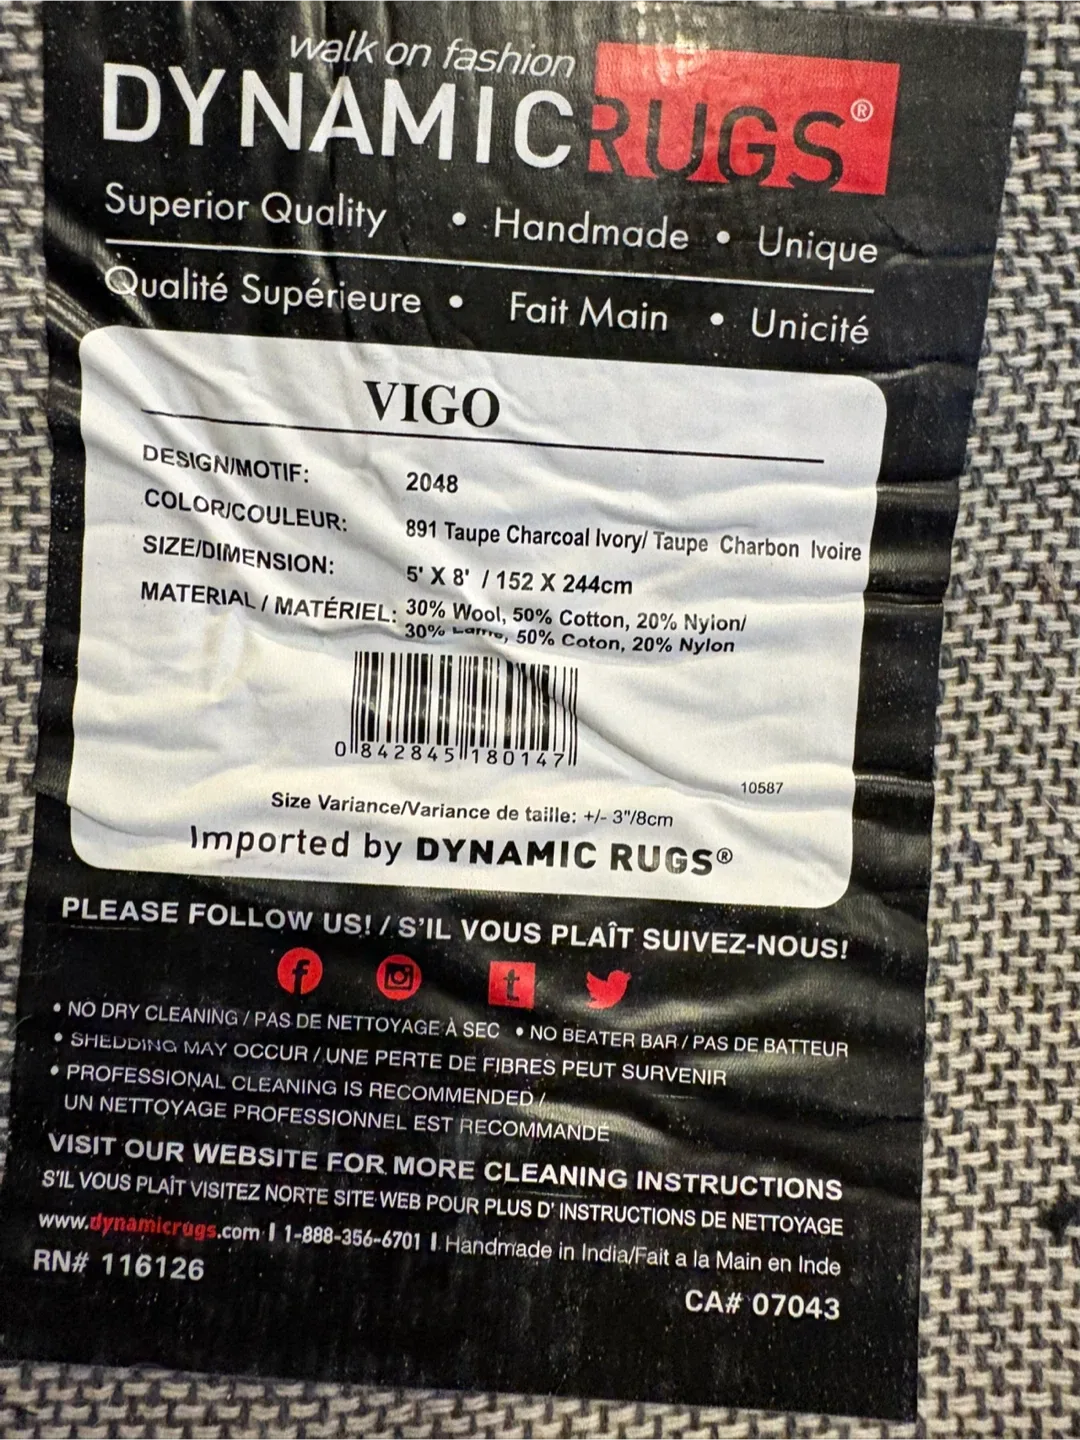 walk on fashion
DYNAMIC RUGS®
Superior Quality • Handmade • Unique
Qualité Supérieure • Fait Main • Unicité
VIGO
DESIGN/MOTIF: 2048
COLOR/COULEUR: 891 Taupe Charcoal Ivory/ Taupe Charbon Ivoire
SIZE/DIMENSION: 5' X 8' / 152 X 244cm
MATERIAL / MATÉRIEL: 30% Wool, 50% Cotton, 20% Nylon/
30% Laine, 50% Coton, 20% Nylon
0 842845 180147
10587
Size Variance/Variance de taille: +/- 3"/8cm
Imported by DYNAMIC RUGS®
PLEASE FOLLOW US! / S'IL VOUS PLAÎT SUIVEZ-NOUS!
f t
• NO DRY CLEANING / PAS DE NETTOYAGE À SEC • NO BEATER BAR / PAS DE BATTEUR
• SHEDDING MAY OCCUR / UNE PERTE DE FIBRES PEUT SURVENIR
• PROFESSIONAL CLEANING IS RECOMMENDED /
UN NETTOYAGE PROFESSIONNEL EST RECOMMANDÉ
VISIT OUR WEBSITE FOR MORE CLEANING INSTRUCTIONS
S'IL VOUS PLAÎT VISITEZ NORTE SITE WEB POUR PLUS D' INSTRUCTIONS DE NETTOYAGE
www.dynamicrugs.com | 1-888-356-6701 | Handmade in India/Fait a la Main en Inde
RN# 116126
CA# 07043